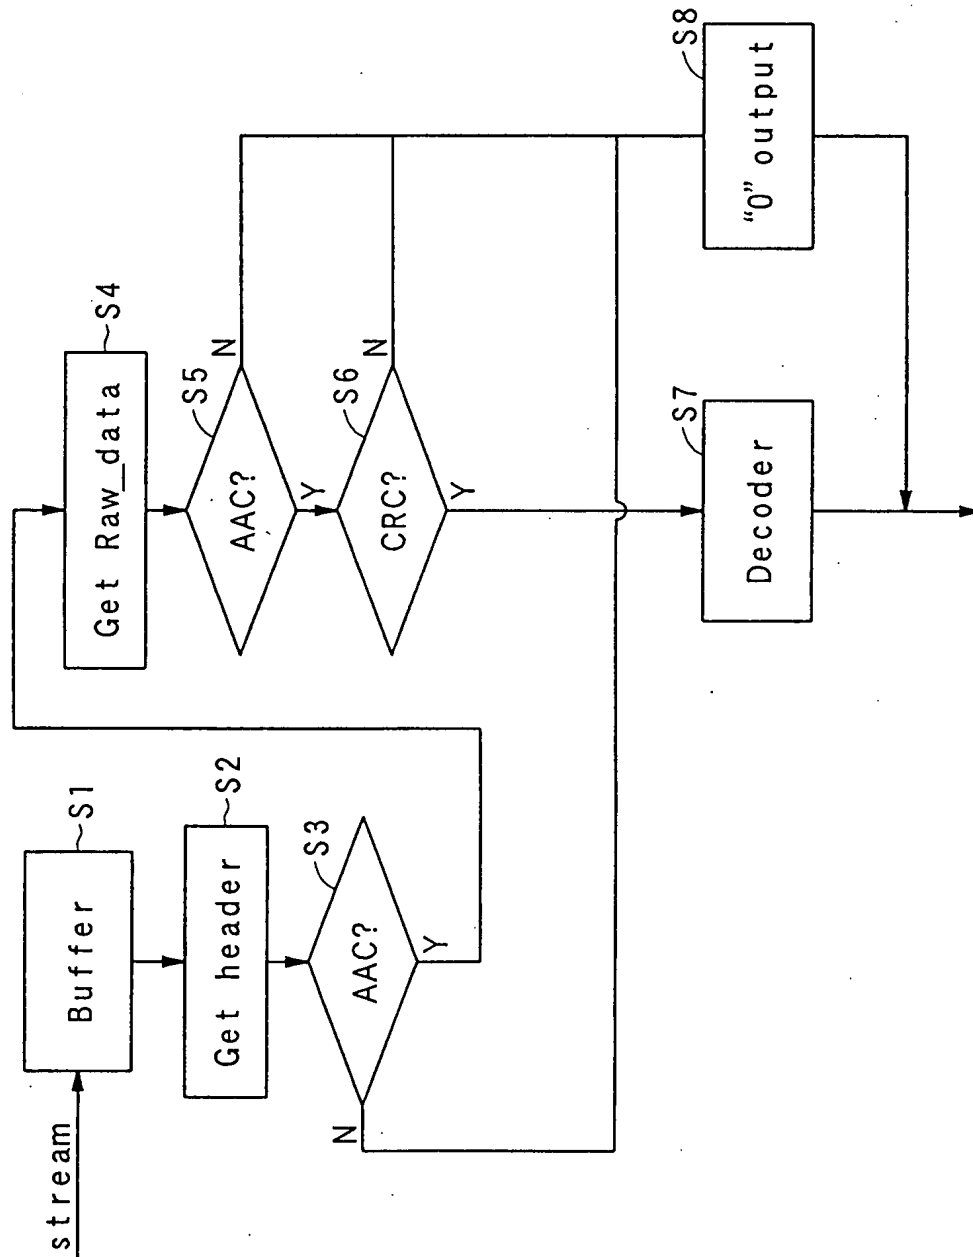 stream
Buffer
S1
Get header
S2
AAC?
S3
N
Y
Get Raw_data
S4
AAC?
S5
N
Y
CRC?
S6
N
Y
Decoder
S7
“0” output
S8